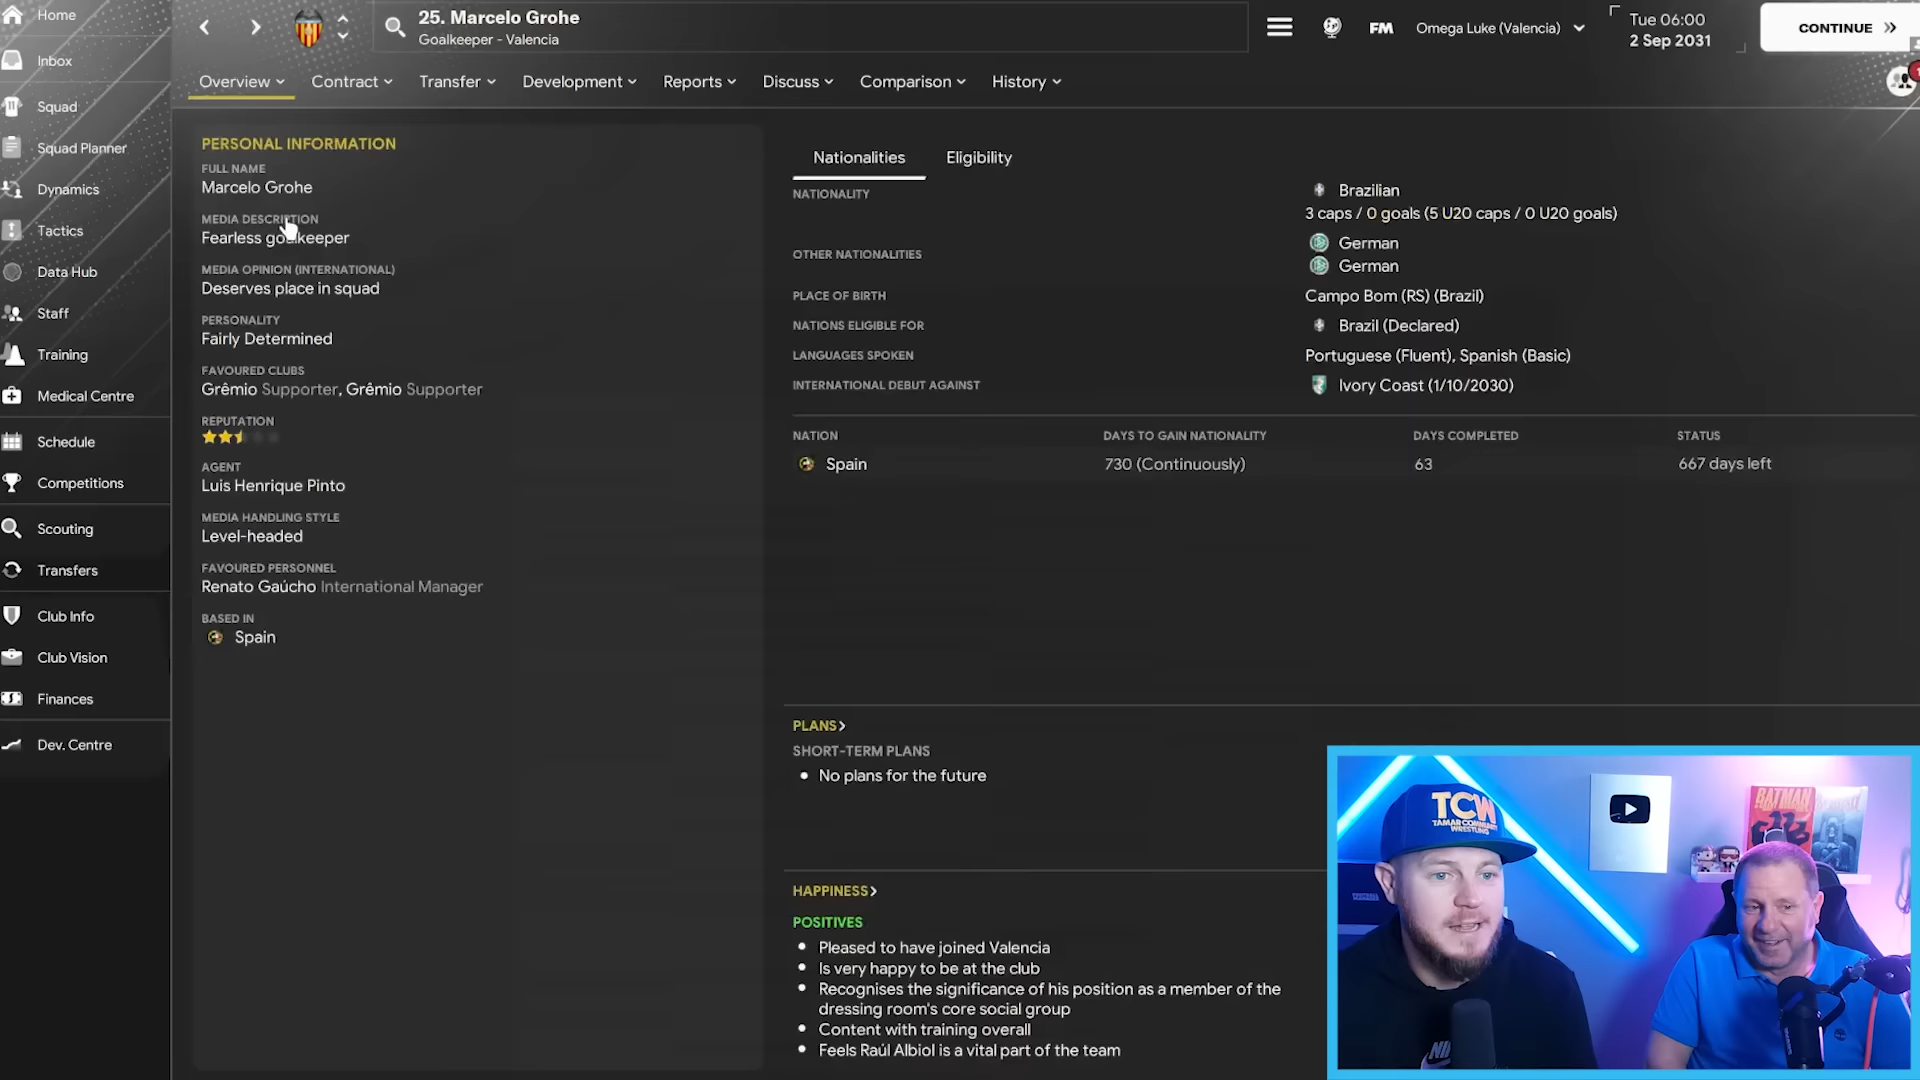 Home
Inbox
Squad
Squad Planner
Dynamics
Tactics
Data Hub
Staff
Training
Medical Centre
Schedule
Competitions
Scouting
Transfers
Club Info
Club Vision
Finances
Dev. Centre
25. Marcelo Grohe
Goalkeeper - Valencia
FM
Omega Luke (Valencia)
Tue 06:00
2 Sep 2031
CONTINUE
Overview
Contract
Transfer
Development
Reports
Discuss
Comparison
History
PERSONAL INFORMATION
FULL NAME
Marcelo Grohe
MEDIA DESCRIPTION
Fearless goalkeeper
MEDIA OPINION (INTERNATIONAL)
Deserves place in squad
PERSONALITY
Fairly Determined
FAVOURED CLUBS
Grêmio Supporter, Grêmio Supporter
REPUTATION
AGENT
Luis Henrique Pinto
MEDIA HANDLING STYLE
Level-headed
FAVOURED PERSONNEL
Renato Gaúcho International Manager
BASED IN
Spain
Nationalities
Eligibility
NATIONALITY
Brazilian
3 caps / 0 goals (5 U20 caps / 0 U20 goals)
OTHER NATIONALITIES
German
German
PLACE OF BIRTH
Campo Bom (RS) (Brazil)
NATIONS ELIGIBLE FOR
Brazil (Declared)
LANGUAGES SPOKEN
Portuguese (Fluent), Spanish (Basic)
INTERNATIONAL DEBUT AGAINST
Ivory Coast (1/10/2030)
NATION
DAYS TO GAIN NATIONALITY
DAYS COMPLETED
STATUS
Spain
730 (Continuously)
63
667 days left
PLANS
SHORT-TERM PLANS
No plans for the future
HAPPINESS
POSITIVES
Pleased to have joined Valencia
Is very happy to be at the club
Recognises the significance of his position as a member of the
dressing room's core social group
Content with training overall
Feels Raúl Albiol is a vital part of the team
TCW
TAMAR COMMUNITY
WRESTLING
BATMAN